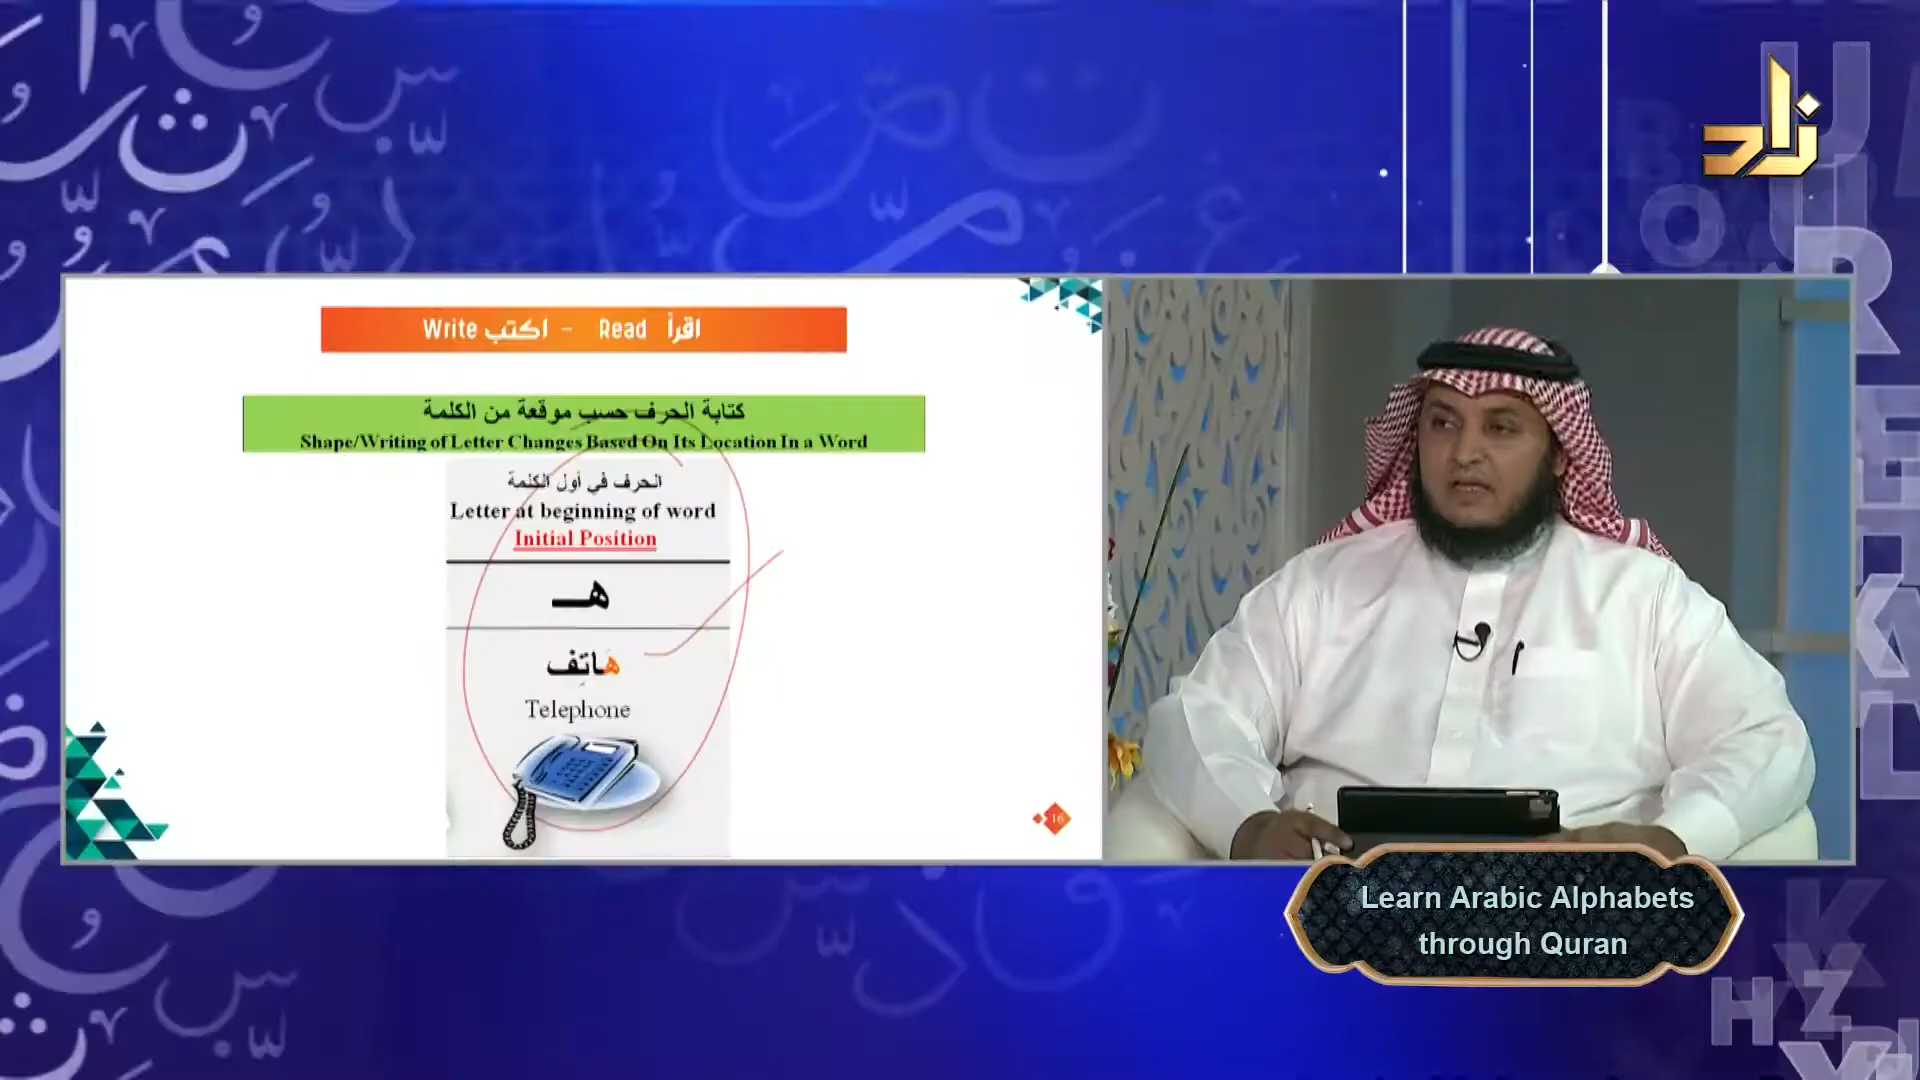 زاد
اقرأ Read - اكتب Write
كتابة الحرف حسب موقعة من الكلمة
Shape/Writing of Letter Changes Based On Its Location In a Word
الحرف في أول الكلمة
Letter at beginning of word
Initial Position
هـ
هَاتِف
Telephone
16
Learn Arabic Alphabets
through Quran